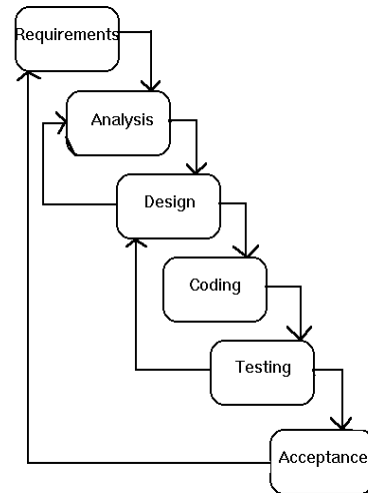 Requirements
Analysis
Design
Coding
Testing
Acceptance